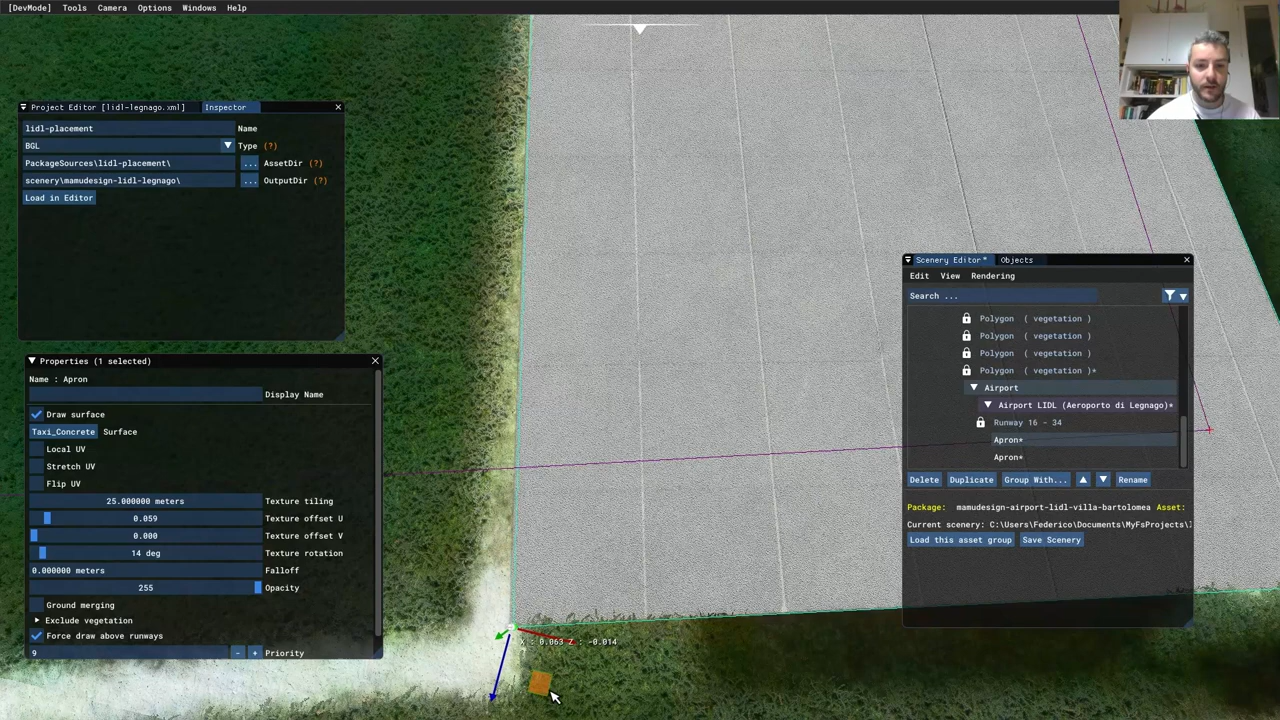 [DevMode] Tools Camera Options Windows Help
Project Editor [lidl-legnago.xml] Inspector
lidl-placement Name
BGL Type (?)
PackageSources\lidl-placement\ ... AssetDir (?)
scenery\mamudesign-lidl-legnago\ ... OutputDir (?)
Load in Editor
Properties (1 selected)
Name : Apron
Display Name
Draw surface
Taxi_Concrete Surface
Local UV
Stretch UV
Flip UV
25.000000 meters Texture tiling
0.059 Texture offset U
0.000 Texture offset V
14 deg Texture rotation
0.000000 meters Falloff
255 Opacity
Ground merging
Exclude vegetation
Force draw above runways
9 - + Priority
X : 0.063 Z : -0.014
Scenery Editor* Objects
Edit View Rendering
Search ...
Polygon ( vegetation )
Polygon ( vegetation )
Polygon ( vegetation )
Polygon ( vegetation )*
Airport
Airport LIDL (Aeroporto di Legnago)*
Runway 16 - 34
Apron*
Apron*
Delete Duplicate Group With... Rename
Package: mamudesign-airport-lidl-villa-bartolomea Asset:
Current scenery: C:\Users\Federico\Documents\MyFsProjects\
Load this asset group Save Scenery